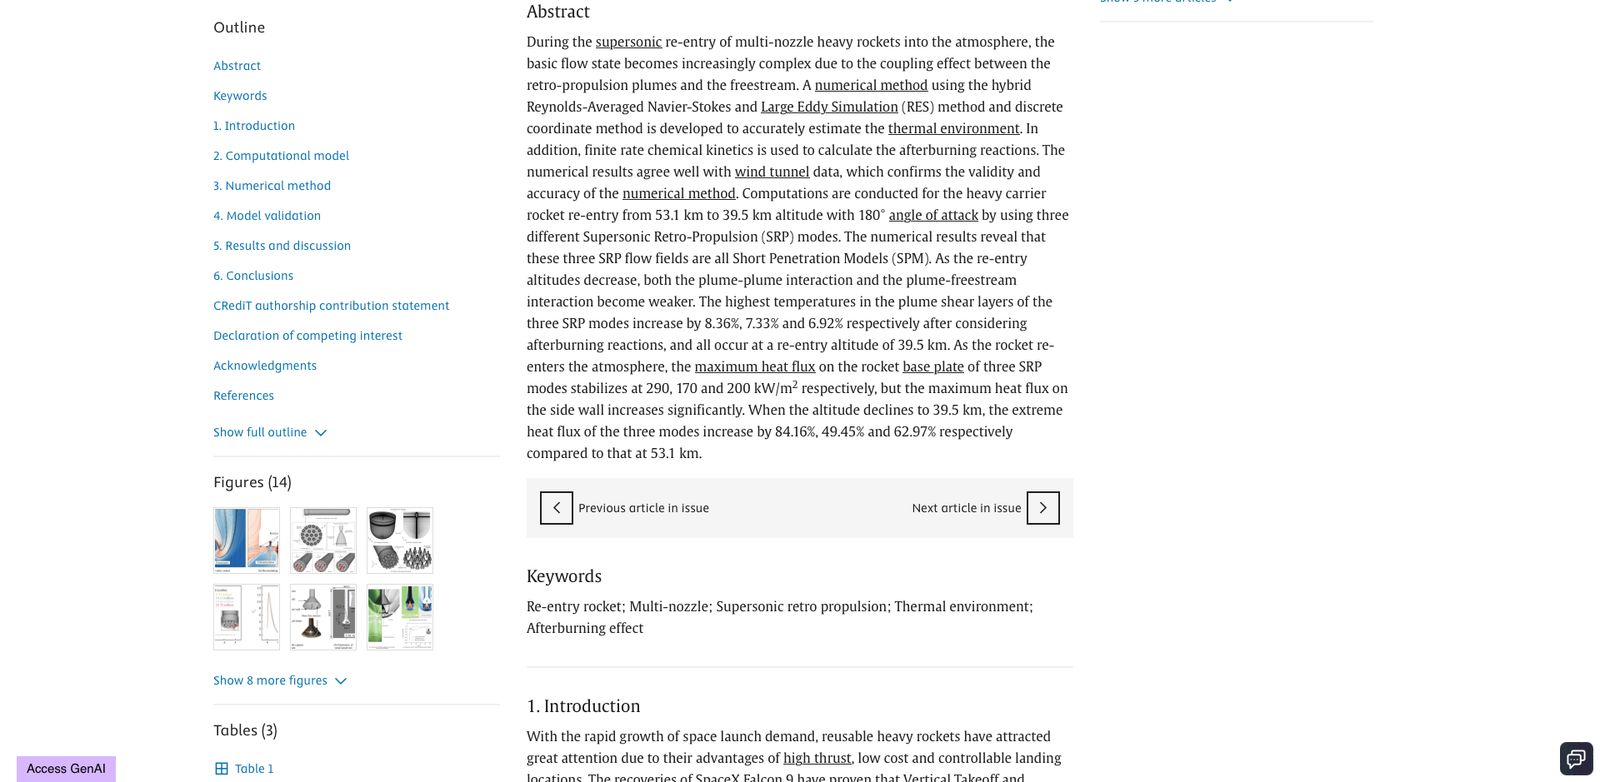 Outline
Abstract
Keywords
1. Introduction
2. Computational model
3. Numerical method
4. Model validation
5. Results and discussion
6. Conclusions
CRediT authorship contribution statement
Declaration of competing interest
Acknowledgments
References
Show full outline
Figures (14)
Show 8 more figures
Tables (3)
Table 1
Access GenAI
Abstract
During the supersonic re-entry of multi-nozzle heavy rockets into the atmosphere, the
basic flow state becomes increasingly complex due to the coupling effect between the
retro-propulsion plumes and the freestream. A numerical method using the hybrid
Reynolds-Averaged Navier-Stokes and Large Eddy Simulation (RES) method and discrete
coordinate method is developed to accurately estimate the thermal environment. In
addition, finite rate chemical kinetics is used to calculate the afterburning reactions. The
numerical results agree well with wind tunnel data, which confirms the validity and
accuracy of the numerical method. Computations are conducted for the heavy carrier
rocket re-entry from 53.1 km to 39.5 km altitude with 180° angle of attack by using three
different Supersonic Retro-Propulsion (SRP) modes. The numerical results reveal that
these three SRP flow fields are all Short Penetration Models (SPM). As the re-entry
altitudes decrease, both the plume-plume interaction and the plume-freestream
interaction become weaker. The highest temperatures in the plume shear layers of the
three SRP modes increase by 8.36%, 7.33% and 6.92% respectively after considering
afterburning reactions, and all occur at a re-entry altitude of 39.5 km. As the rocket re-
enters the atmosphere, the maximum heat flux on the rocket base plate of three SRP
modes stabilizes at 290, 170 and 200 kW/m2 respectively, but the maximum heat flux on
the side wall increases significantly. When the altitude declines to 39.5 km, the extreme
heat flux of the three modes increase by 84.16%, 49.45% and 62.97% respectively
compared to that at 53.1 km.
Previous article in issue
Next article in issue
Keywords
Re-entry rocket; Multi-nozzle; Supersonic retro propulsion; Thermal environment;
Afterburning effect
1. Introduction
With the rapid growth of space launch demand, reusable heavy rockets have attracted
great attention due to their advantages of high thrust, low cost and controllable landing
locations. The recoveries of SpaceX Falcon 9 have proven that Vertical Takeoff and